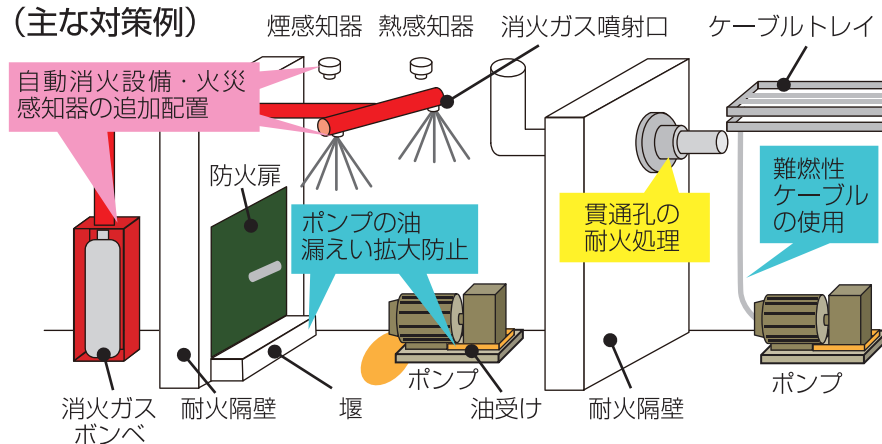 (主な対策例)
煙感知器
熱感知器
消火ガス噴射口
ケーブルトレイ
自動消火設備・火災
感知器の追加配置
防火扉
ポンプの油
漏えい拡大防止
貫通孔の
耐火処理
難燃性
ケーブル
の使用
消火ガス
ボンベ
耐火隔壁
堰
ポンプ
油受け
耐火隔壁
ポンプ